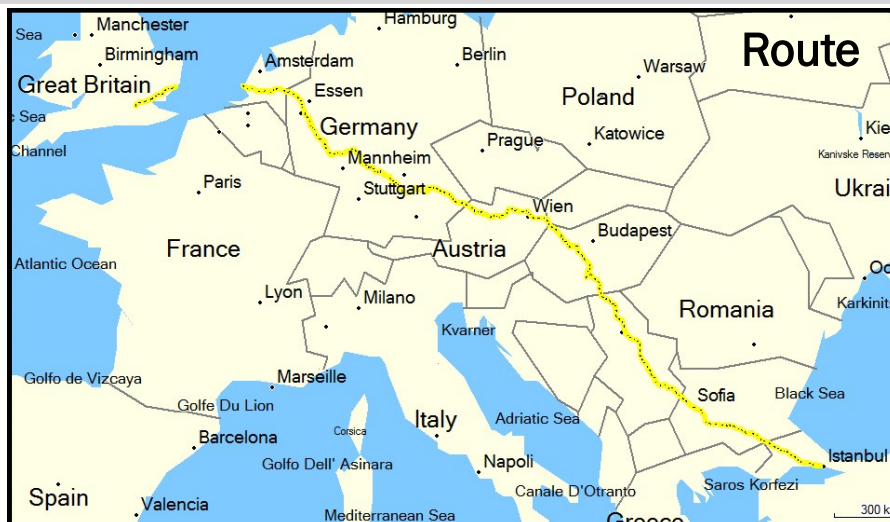 Route
Hamburg
Manchester
Sea
Birmingham
Amsterdam
Berlin
Warsaw
Great Britain
Essen
Poland
Sea
Germany
Kie
Channel
Prague
Katowice
Mannheim
Kanivske Reser
Paris
Stuttgart
Ukrai
Wien
Budapest
France
Austria
Atlantic Ocean
Od
Lyon
Milano
Romania
Karkinits
Kvarner
Golfo de Vizcaya
Marseille
Sofia
Black Sea
Golfe Du Lion
Corsica
Italy
Adriatic Sea
Barcelona
Istanbul
Golfo Dell' Asinara
Napoli
Saros Korfezi
Spain
Canale D'Otranto
Valencia
Mediterranean Sea
Greece
300 k